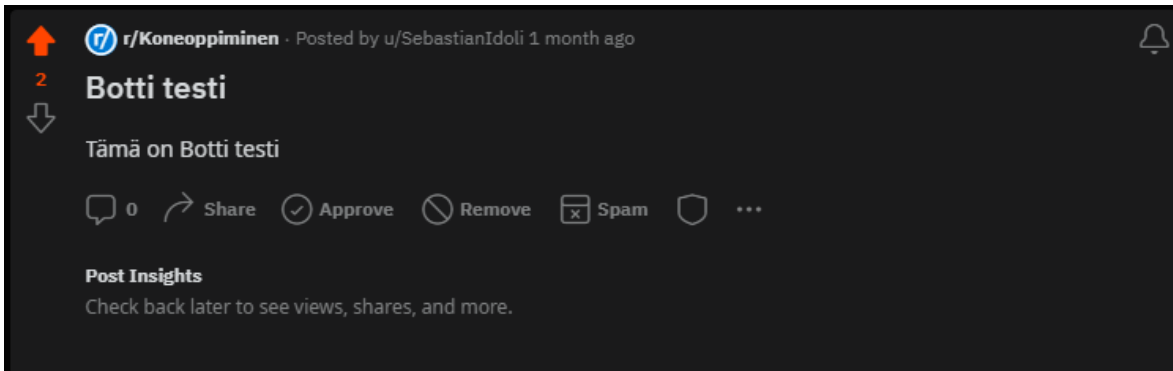 r/Koneoppiminen · Posted by u/SebastianIdoli 1 month ago
2
Botti testi
Tämä on Botti testi
0 Share Approve Remove Spam ...
Post Insights
Check back later to see views, shares, and more.